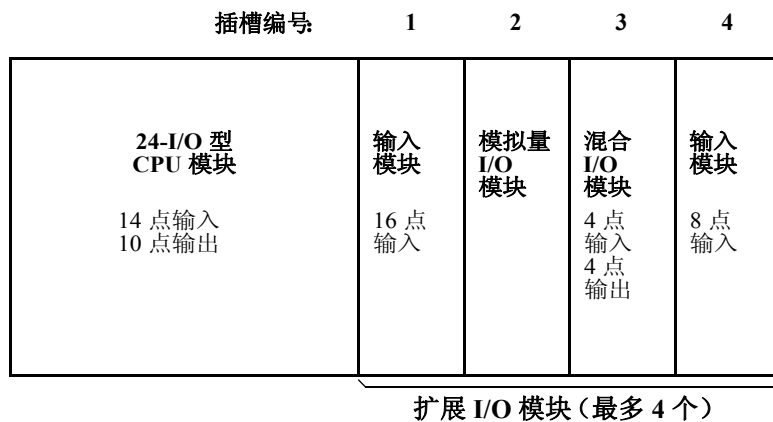 插槽编号: 1 2 3 4
24-I/O 型
CPU 模块
14 点输入
10 点输出
输入
模块
16 点
输入
模拟量
I/O
模块
混合
I/O
模块
4 点
输入
4 点
输出
输入
模块
8 点
输入
扩展 I/O 模块（最多 4 个）